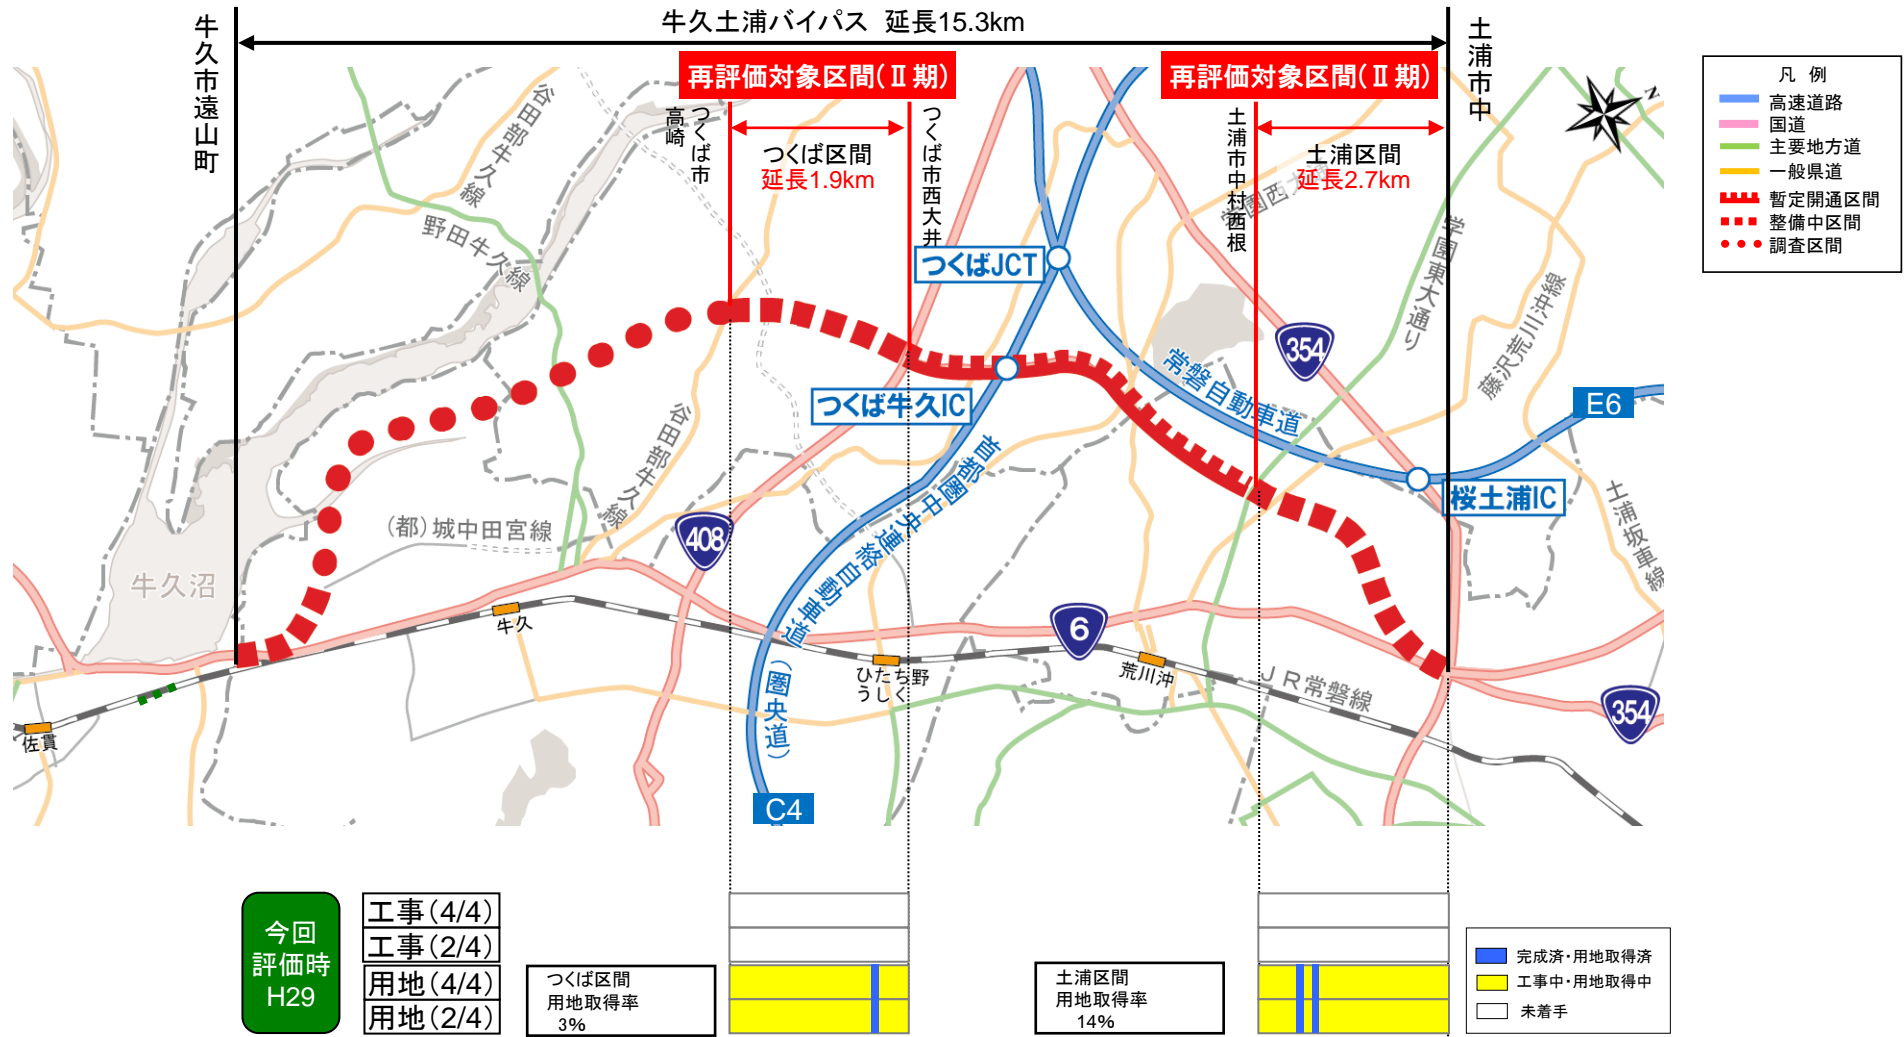 牛久土浦バイパス 延長15.3km
牛久市遠山町
土浦市中
再評価対象区間(Ⅱ期)
再評価対象区間(Ⅱ期)
つくば市高崎
つくば区間
延長1.9km
つくば市西大井
土浦市中村西根
土浦区間
延長2.7km
凡 例
高速道路
国道
主要地方道
一般県道
暫定開通区間
整備中区間
調査区間
N
谷田部牛久線
野田牛久線
学園西大通
学園東大通り
藤沢荒川沖線
土浦坂車線
つくばJCT
つくば牛久IC
桜土浦IC
常磐自動車道
E6
354
408
6
354
首都圏中央連絡自動車道
(圏央道)
C4
谷田部牛久線
(都)城中田宮線
牛久沼
牛久
ひたち野
うしく
荒川沖
JR常磐線
佐貫
今回
評価時
H29
工事(4/4)
工事(2/4)
用地(4/4)
用地(2/4)
つくば区間
用地取得率
3%
土浦区間
用地取得率
14%
完成済・用地取得済
工事中・用地取得中
未着手